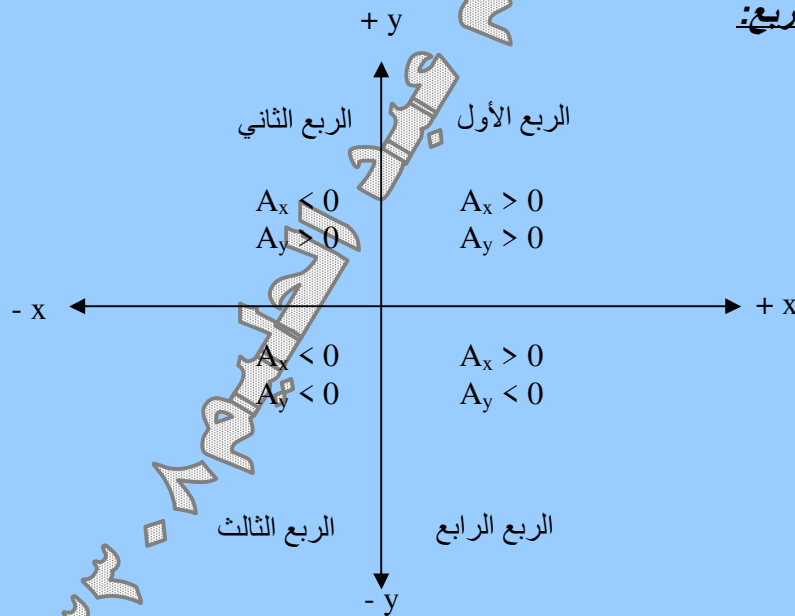 ربع:
+ y
الربع الأول
الربع الثاني
Aₓ > 0
Aᵧ > 0
Aₓ < 0
Aᵧ > 0
- x
+ x
Aₓ < 0
Aᵧ < 0
Aₓ > 0
Aᵧ < 0
الربع الرابع
الربع الثالث
- y